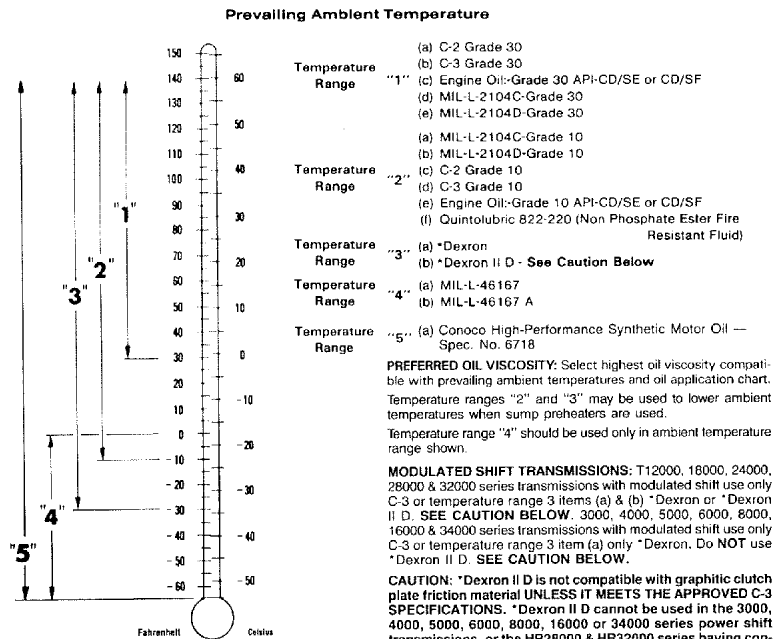 Prevailing Ambient Temperature
150
140
130
120
110
100
90
80
70
60
50
40
30
20
10
0
- 10
- 20
- 30
- 40
- 50
- 60
60
50
40
30
20
10
0
- 10
- 20
- 30
- 40
- 50
Fahrenheit
Celsius
"1"
"2"
"3"
"4"
"5"
Temperature
Range
"1"
(a) C-2 Grade 30
(b) C-3 Grade 30
(c) Engine Oil:-Grade 30 API-CD/SE or CD/SF
(d) MIL-L-2104C-Grade 30
(e) MIL-L-2104D-Grade 30
Temperature
Range
"2"
(a) MIL-L-2104C-Grade 10
(b) MIL-L-2104D-Grade 10
(c) C-2 Grade 10
(d) C-3 Grade 10
(e) Engine Oil:-Grade 10 API-CD/SE or CD/SF
(f) Quintolubric 822-220 (Non Phosphate Ester Fire
Resistant Fluid)
Temperature
Range
"3"
(a) *Dexron
(b) *Dexron II D - See Caution Below
Temperature
Range
"4"
(a) MIL-L-46167
(b) MIL-L-46167 A
Temperature
Range
"5"
(a) Conoco High-Performance Synthetic Motor Oil —
Spec. No. 6718
PREFERRED OIL VISCOSITY: Select highest oil viscosity compati-
ble with prevailing ambient temperatures and oil application chart.
Temperature ranges "2" and "3" may be used to lower ambient
temperatures when sump preheaters are used.
Temperature range "4" should be used only in ambient temperature
range shown.
MODULATED SHIFT TRANSMISSIONS: T12000, 18000, 24000,
28000 & 32000 series transmissions with modulated shift use only
C-3 or temperature range 3 items (a) & (b) *Dexron or *Dexron
II D. SEE CAUTION BELOW. 3000, 4000, 5000, 6000, 8000,
16000 & 34000 series transmissions with modulated shift use only
C-3 or temperature range 3 item (a) only *Dexron. Do NOT use
*Dexron II D. SEE CAUTION BELOW.
CAUTION: *Dexron II D is not compatible with graphitic clutch
plate friction material UNLESS IT MEETS THE APPROVED C-3
SPECIFICATIONS. *Dexron II D cannot be used in the 3000,
4000, 5000, 6000, 8000, 16000 or 34000 series power shift
transmissions, or the HR28000 & HR32000 series having con-